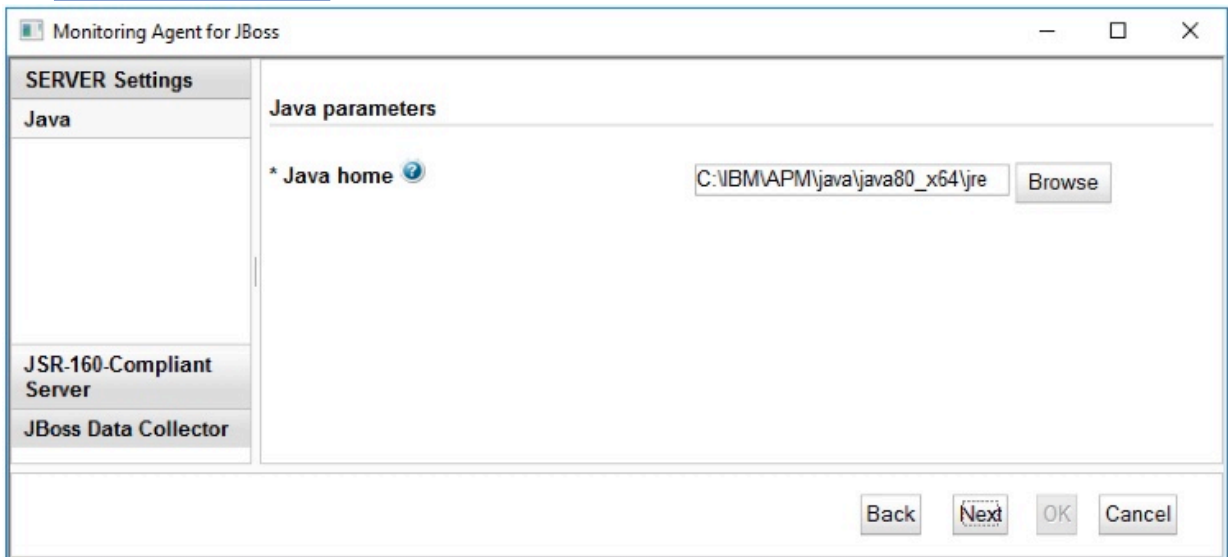 Monitoring Agent for JBoss
SERVER Settings
Java
Java parameters
* Java home
C:\IBM\APM\java\java80_x64\jre
Browse
JSR-160-Compliant
Server
JBoss Data Collector
Back
Next
OK
Cancel